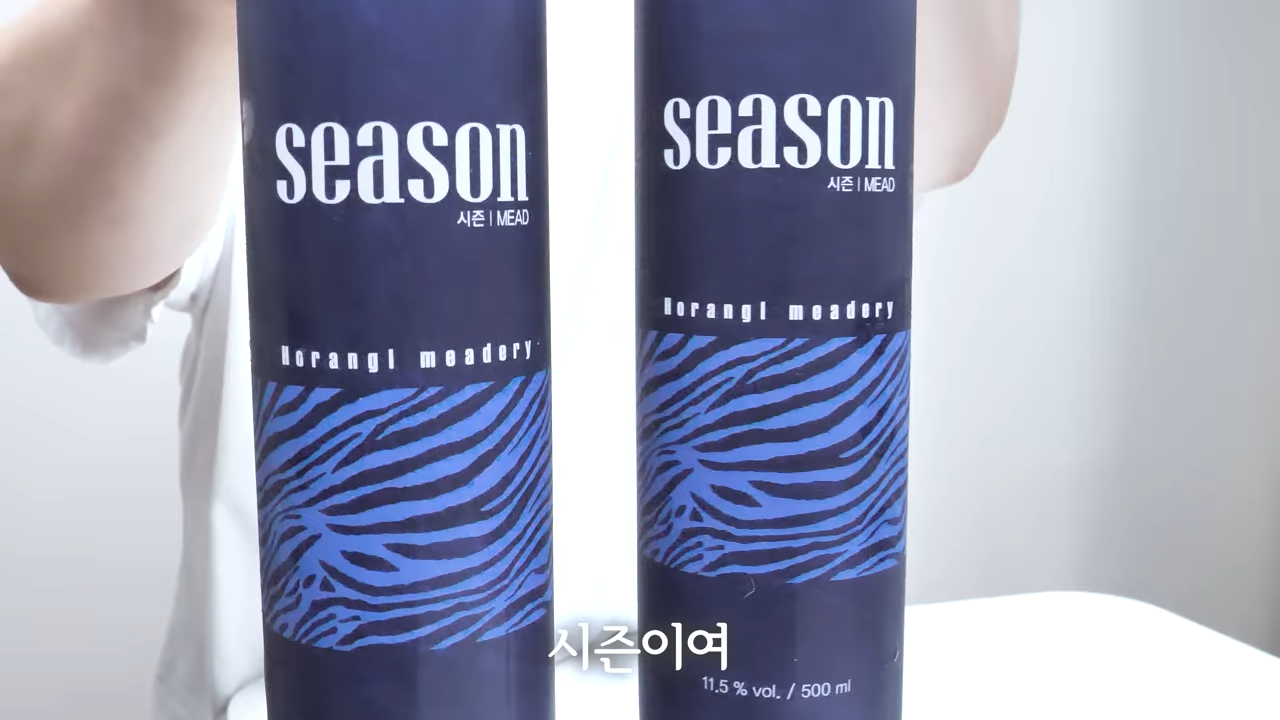 season
시즌 | MEAD
Horangi meadery
season
시즌 | MEAD
Horangi meadery
11.5 % vol. / 500 ml
시즌이여